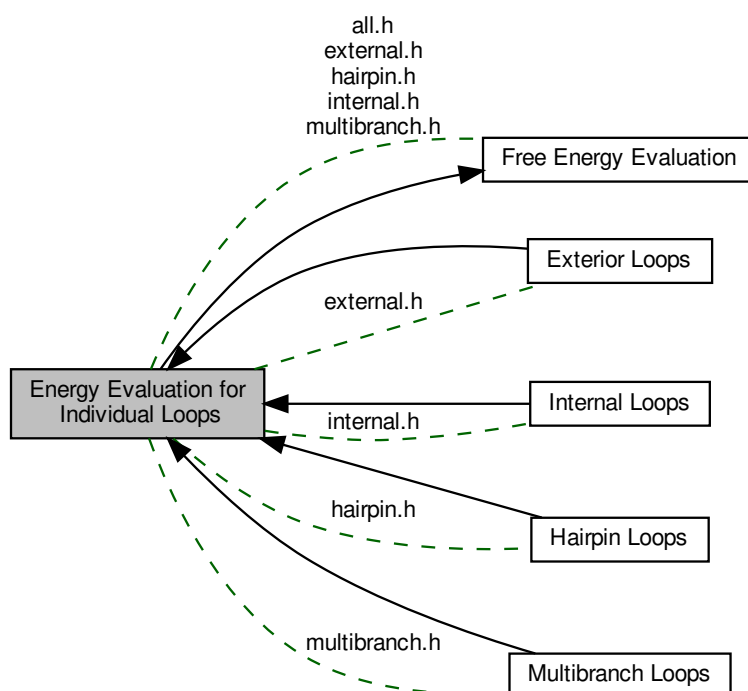 all.h
external.h
hairpin.h
internal.h
multibranch.h
Free Energy Evaluation
Exterior Loops
external.h
Energy Evaluation for
Individual Loops
Internal Loops
internal.h
hairpin.h
Hairpin Loops
multibranch.h
Multibranch Loops